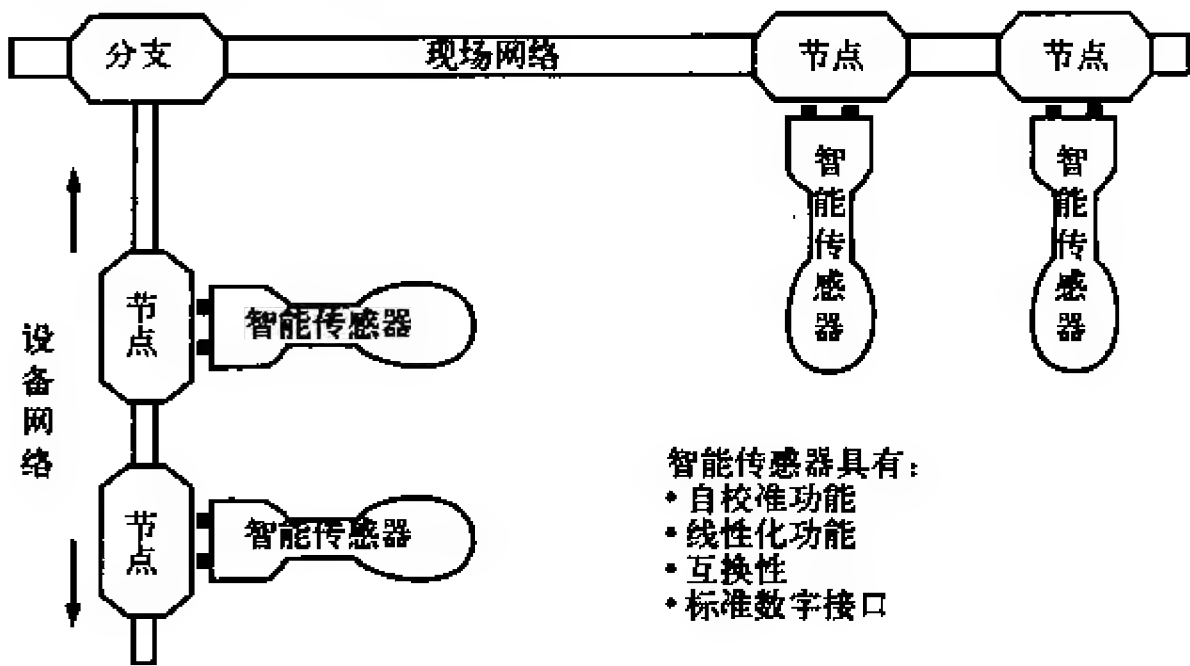 分支
现场网络
节点
节点
智能传感器
智能传感器
设备网络
节点
智能传感器
节点
智能传感器
智能传感器具有：
•自校准功能
•线性化功能
•互换性
•标准数字接口